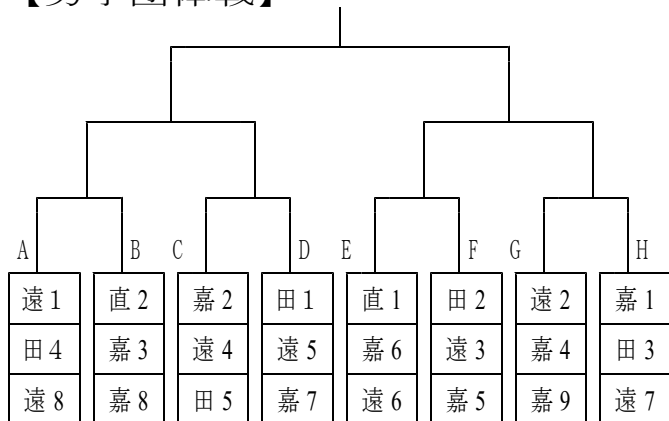 【男子団体戦】
A B C D E F G H
遠1 直2 嘉2 田1 直1 田2 遠2 嘉1
田4 嘉3 遠4 遠5 嘉6 遠3 嘉4 田3
遠8 嘉8 田5 嘉7 遠6 嘉5 嘉9 遠7